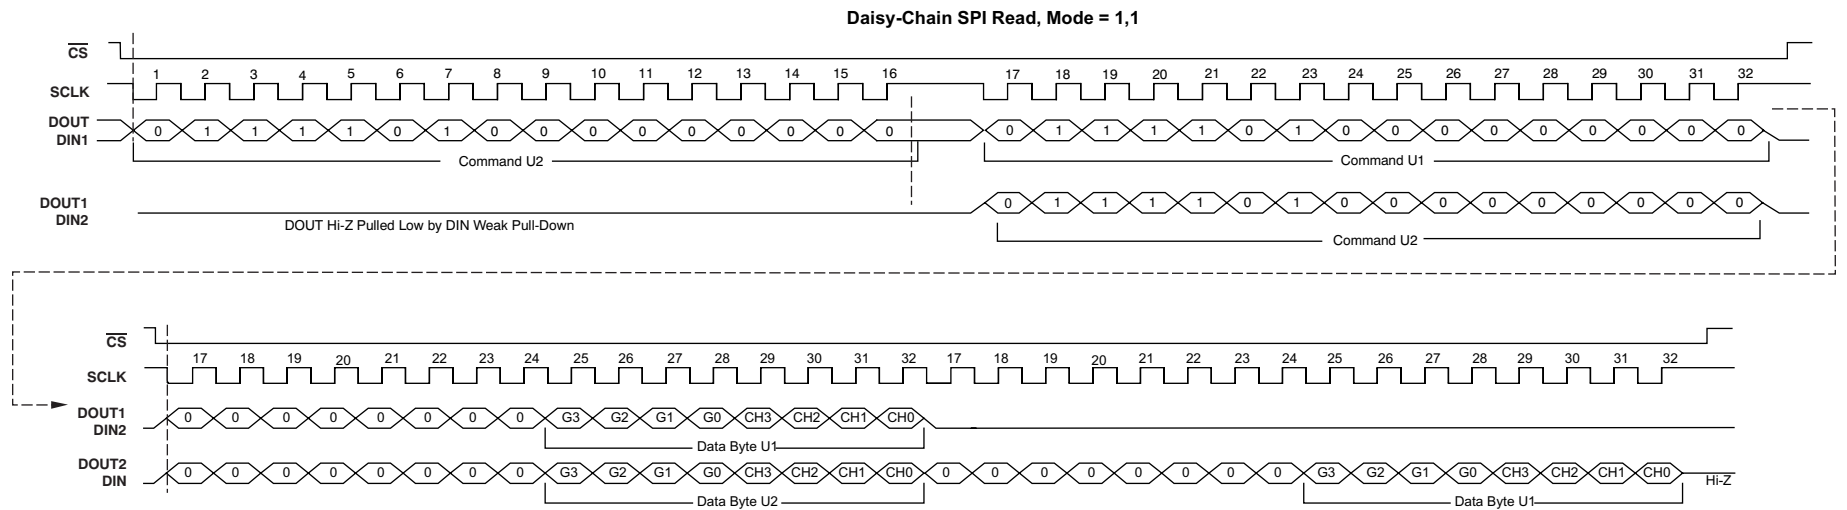 Daisy-Chain SPI Read, Mode = 1,1
CS
1 2 3 4 5 6 7 8 9 10 11 12 13 14 15 16 17 18 19 20 21 22 23 24 25 26 27 28 29 30 31 32
SCLK
DOUT
DIN1
0 1 1 1 1 0 1 0 0 0 0 0 0 0 0 0 0 1 1 1 1 0 1 0 0 0 0 0 0 0 0 0
Command U2 Command U1
DOUT1
DIN2
0 1 1 1 1 0 1 0 0 0 0 0 0 0 0 0
DOUT Hi-Z Pulled Low by DIN Weak Pull-Down
Command U2
CS
17 18 19 20 21 22 23 24 25 26 27 28 29 30 31 32 17 18 19 20 21 22 23 24 25 26 27 28 29 30 31 32
SCLK
DOUT1
DIN2
0 0 0 0 0 0 0 0 G3 G2 G1 G0 CH3 CH2 CH1 CH0
Data Byte U1
DOUT2
DIN
0 0 0 0 0 0 0 0 G3 G2 G1 G0 CH3 CH2 CH1 CH0 0 0 0 0 0 0 0 0 G3 G2 G1 G0 CH3 CH2 CH1 CH0
Hi-Z
Data Byte U2 Data Byte U1